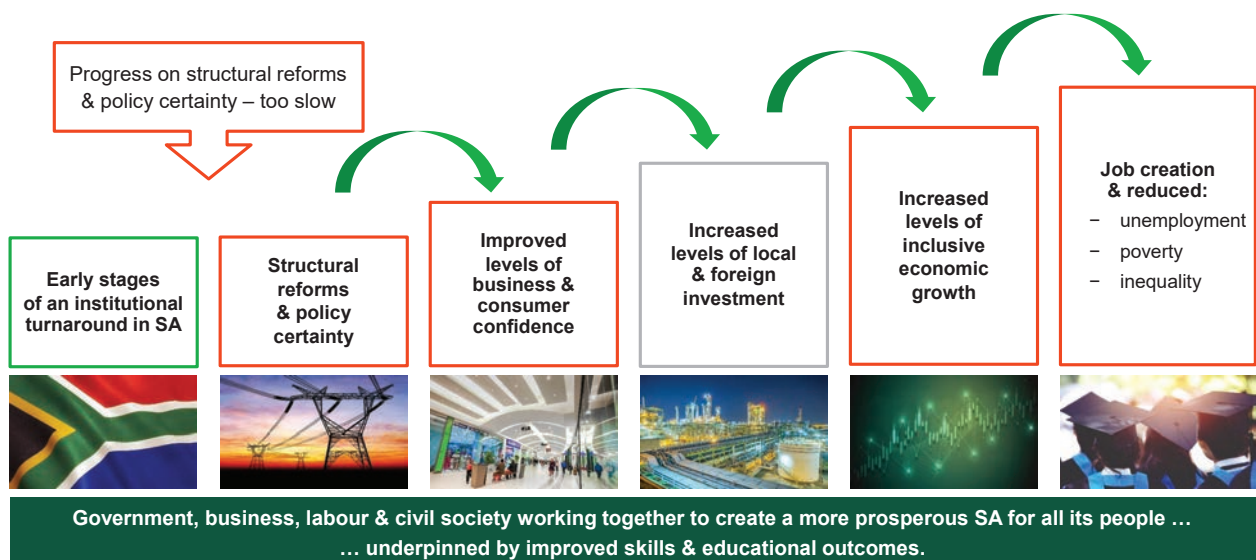 Progress on structural reforms
& policy certainty – too slow
Early stages
of an institutional
turnaround in SA
Structural
reforms
& policy
certainty
Improved
levels of
business &
consumer
confidence
Increased
levels of local
& foreign
investment
Increased
levels of
inclusive
economic
growth
Job creation
& reduced:
– unemployment
– poverty
– inequality
Government, business, labour & civil society working together to create a more prosperous SA for all its people …
… underpinned by improved skills & educational outcomes.